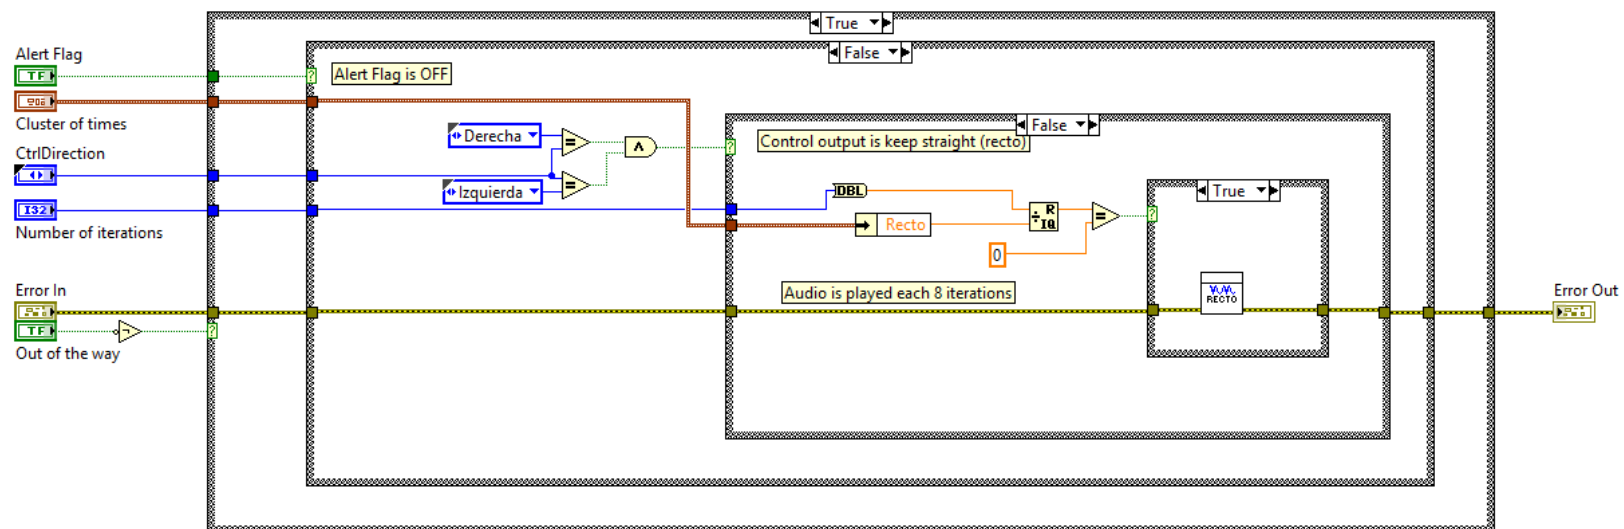 True
False
Alert Flag
TF
Alert Flag is OFF
Cluster of times
CtrlDirection
Derecha
=
∧
False
Control output is keep straight (recto)
Izquierda
=
True
I32
Number of iterations
DBL
R
IQ
=
Recto
0
Error In
Audio is played each 8 iterations
RECTO
Error Out
TF
Out of the way